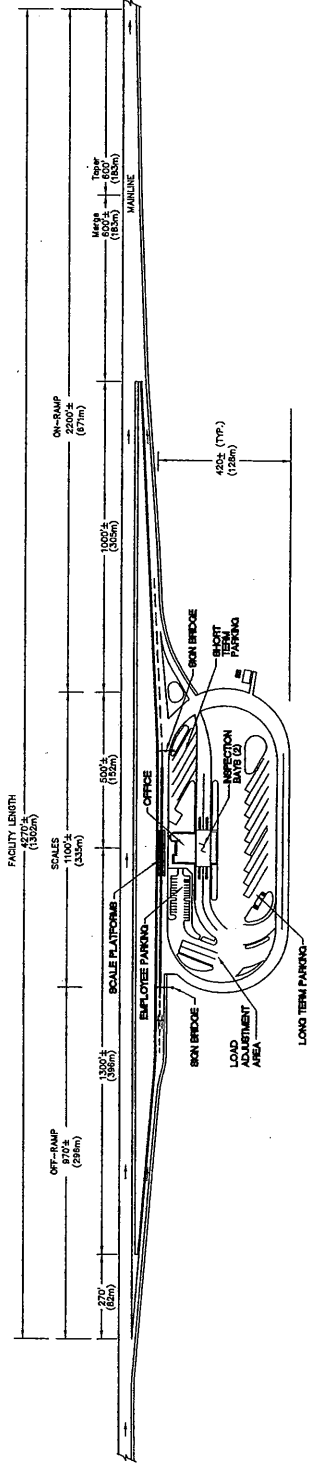 FACILITY LENGTH
4270'±
(1302m)
OFF-RAMP
970'±
(296m)
SCALES
1100'±
(335m)
ON-RAMP
2200'±
(671m)
270'
(82m)
1300'±
(396m)
500'±
(152m)
1000'±
(305m)
Merge
600'±
(183m)
Taper
600'
(183m)
MAINLINE
SCALE PLATFORMS
EMPLOYEE PARKING
OFFICE
SIGN BRIDGE
SHORT
TERM
PARKING
INSPECTION
BAYS (2)
SIGN BRIDGE
LOAD
ADJUSTMENT
AREA
LONG TERM PARKING
420± (TYP.)
(128m)